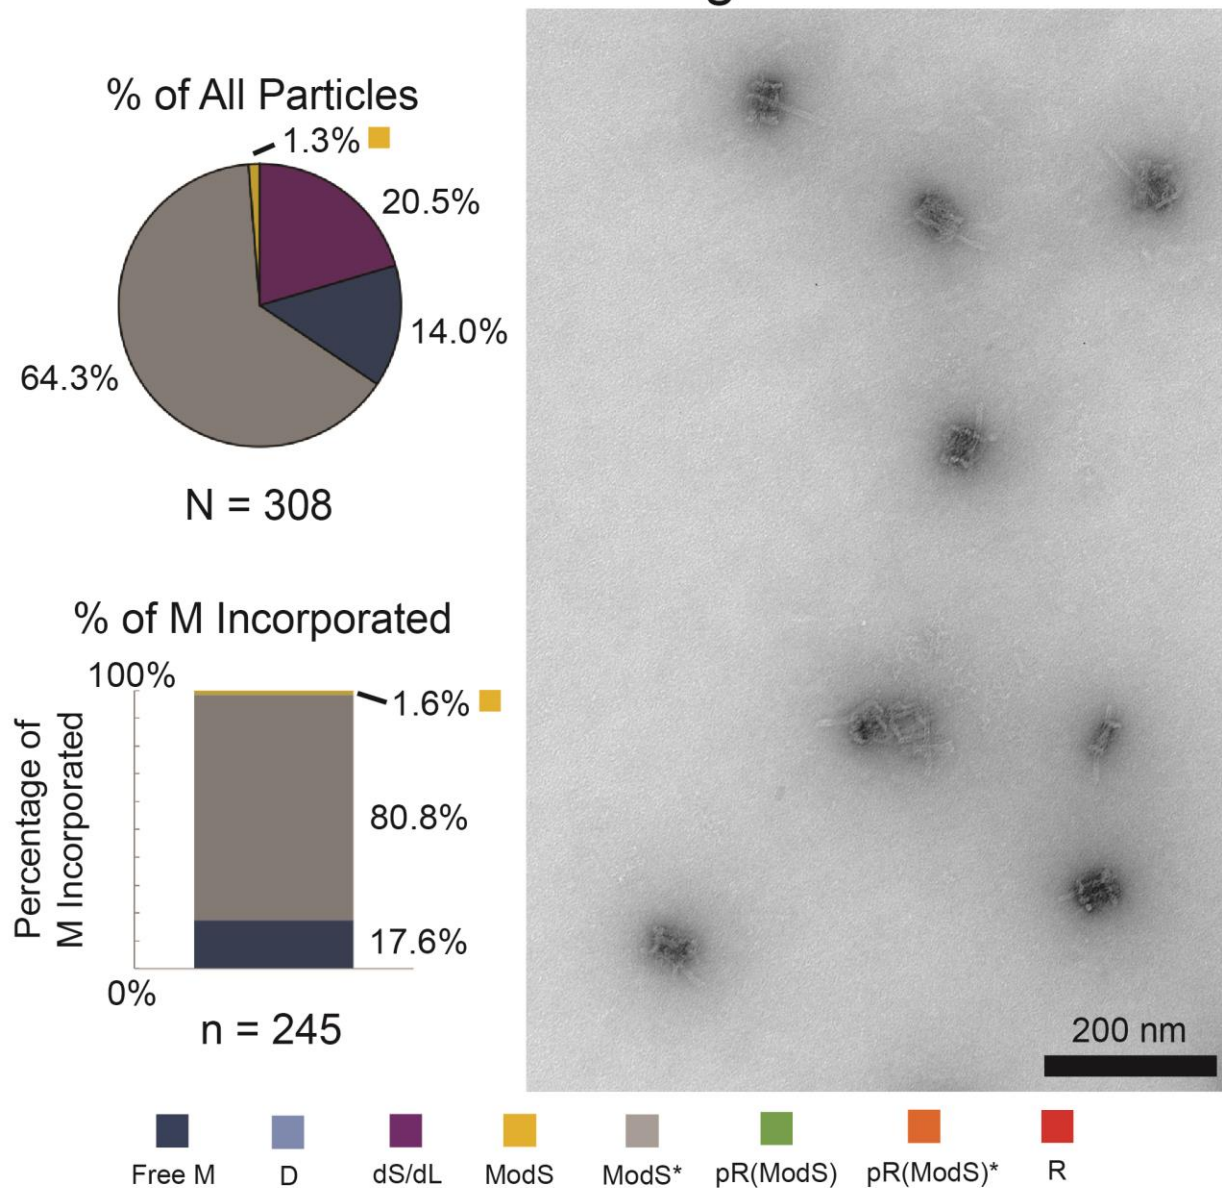 % of All Particles
1.3%
20.5%
14.0%
64.3%
N = 308
% of M Incorporated
100%
1.6%
80.8%
17.6%
0%
Percentage of
M Incorporated
n = 245
200 nm
Free M
D
dS/dL
ModS
ModS*
pR(ModS)
pR(ModS)*
R